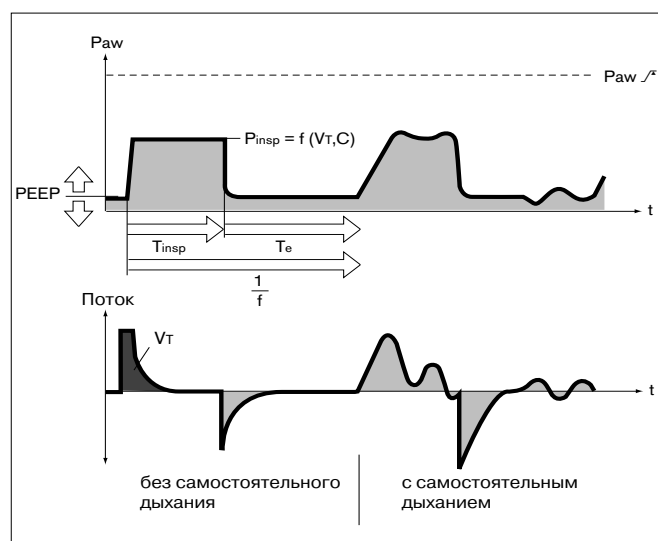 Paw
Paw
Pinsp = f (VT,C)
PEEP
t
Tinsp
Te
1
f
Поток
VT
t
без самостоятельного
дыхания
с самостоятельным
дыханием